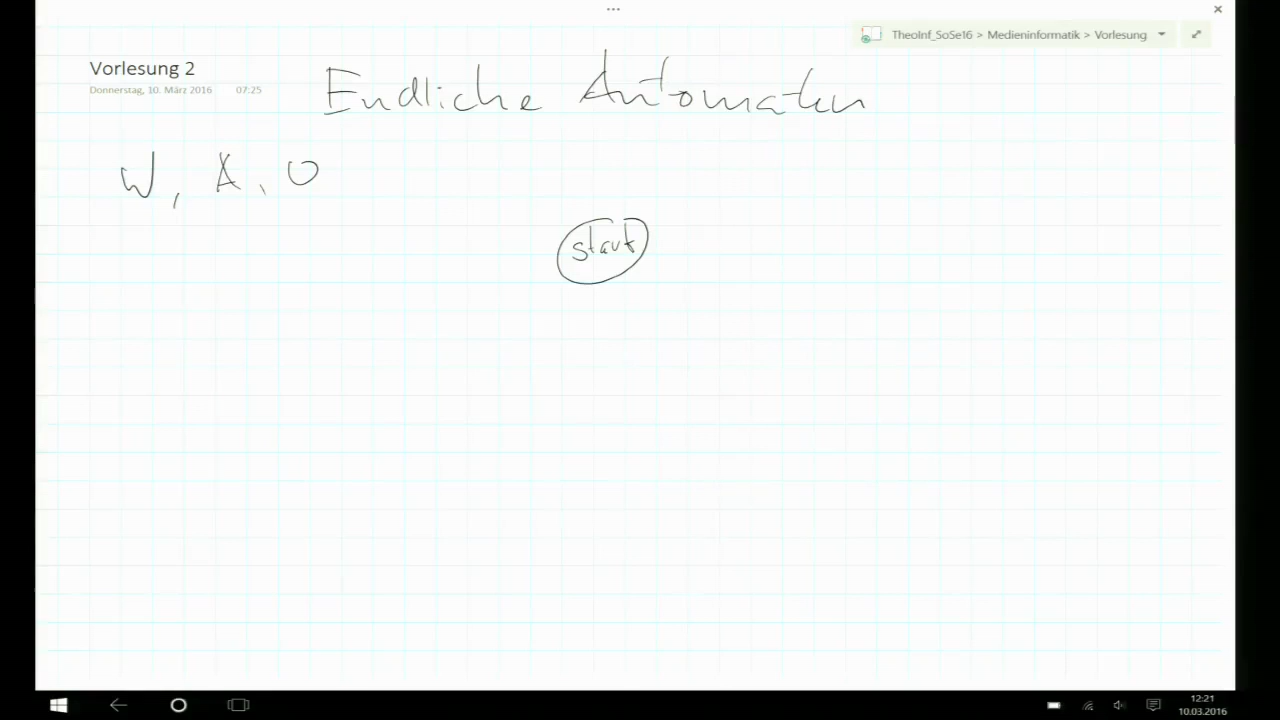 TheoInf_SoSe16 > Medieninformatik > Vorlesung
Vorlesung 2
Donnerstag, 10. März 2016 07:25
Endliche Automaten
W, A, O
start
12:21
10.03.2016